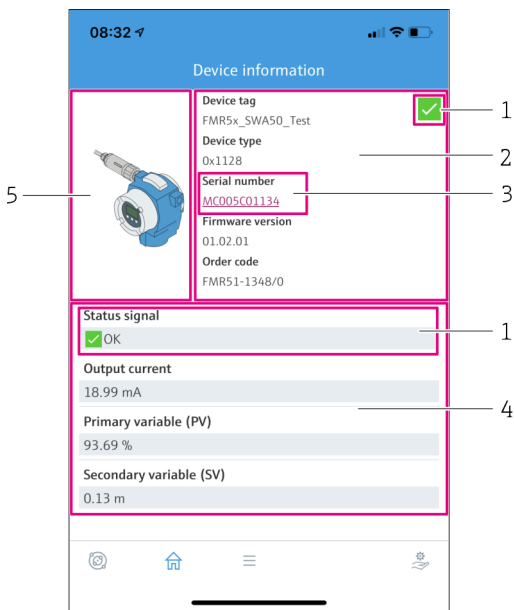 08:32
Device information
Device tag
FMR5x_SWA50_Test
Device type
0x1128
Serial number
MC005C01134
Firmware version
01.02.01
Order code
FMR51-1348/0
1
2
3
5
Status signal
OK
1
Output current
18.99 mA
4
Primary variable (PV)
93.69 %
Secondary variable (SV)
0.13 m